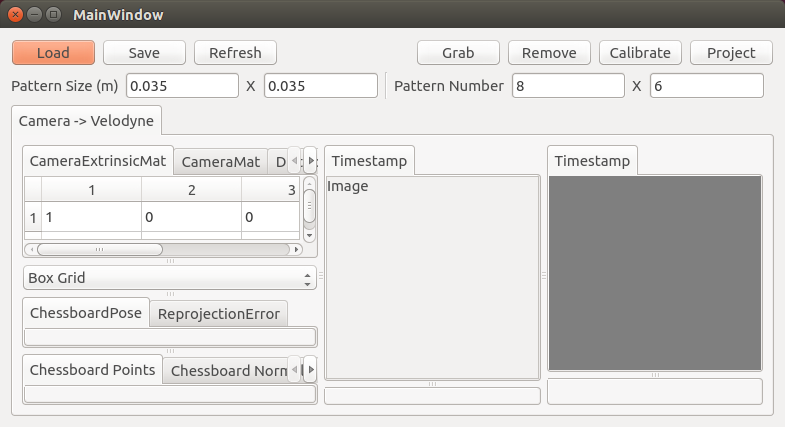 MainWindow
Load Save Refresh Grab Remove Calibrate Project
Pattern Size (m) 0.035 X 0.035 Pattern Number 8 X 6
Camera -> Velodyne
CameraExtrinsicMat CameraMat
1 2 3
1 1 0 0
Box Grid
ChessboardPose ReprojectionError
Chessboard Points Chessboard
Timestamp
Image
Timestamp